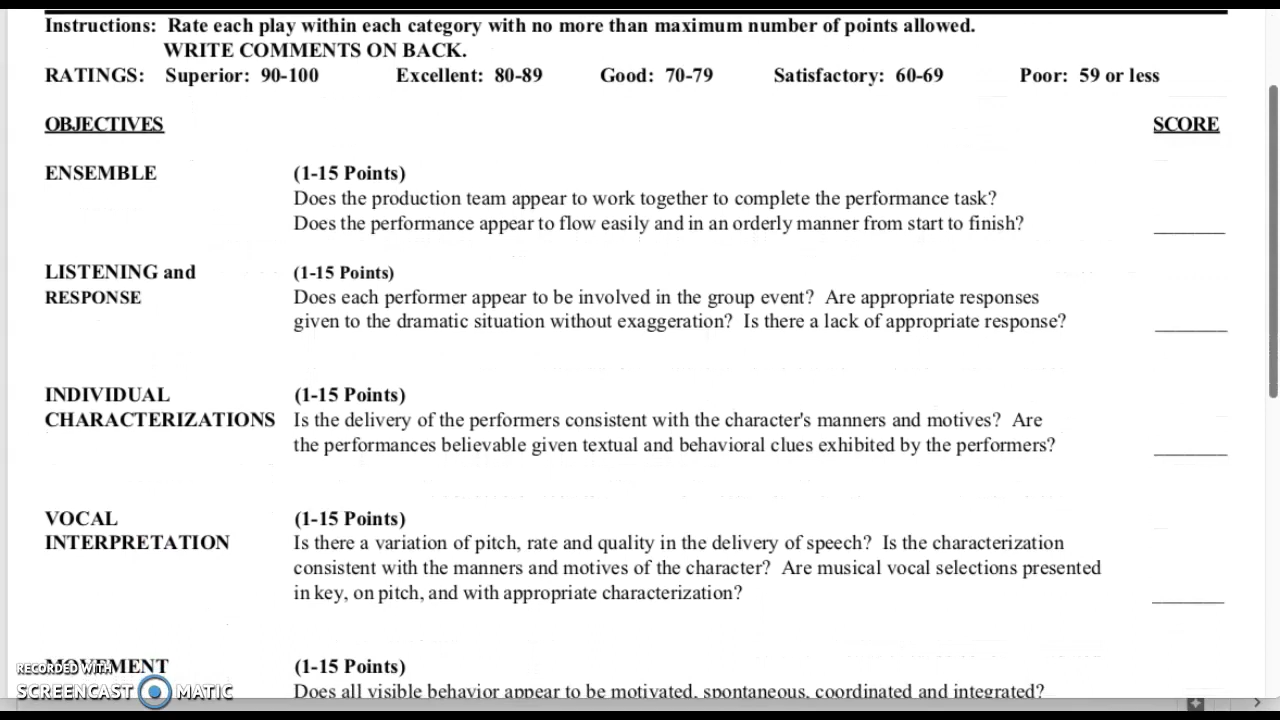 Instructions: Rate each play within each category with no more than maximum number of points allowed.
WRITE COMMENTS ON BACK.
RATINGS: Superior: 90-100 Excellent: 80-89 Good: 70-79 Satisfactory: 60-69 Poor: 59 or less
OBJECTIVES SCORE
ENSEMBLE (1-15 Points)
Does the production team appear to work together to complete the performance task?
Does the performance appear to flow easily and in an orderly manner from start to finish?
LISTENING and (1-15 Points)
RESPONSE Does each performer appear to be involved in the group event? Are appropriate responses
given to the dramatic situation without exaggeration? Is there a lack of appropriate response?
INDIVIDUAL (1-15 Points)
CHARACTERIZATIONS Is the delivery of the performers consistent with the character's manners and motives? Are
the performances believable given textual and behavioral clues exhibited by the performers?
VOCAL (1-15 Points)
INTERPRETATION Is there a variation of pitch, rate and quality in the delivery of speech? Is the characterization
consistent with the manners and motives of the character? Are musical vocal selections presented
in key, on pitch, and with appropriate characterization?
MOVEMENT (1-15 Points)
Does all visible behavior appear to be motivated, spontaneous, coordinated and integrated?
RECORDED WITH
SCREENCAST MATIC